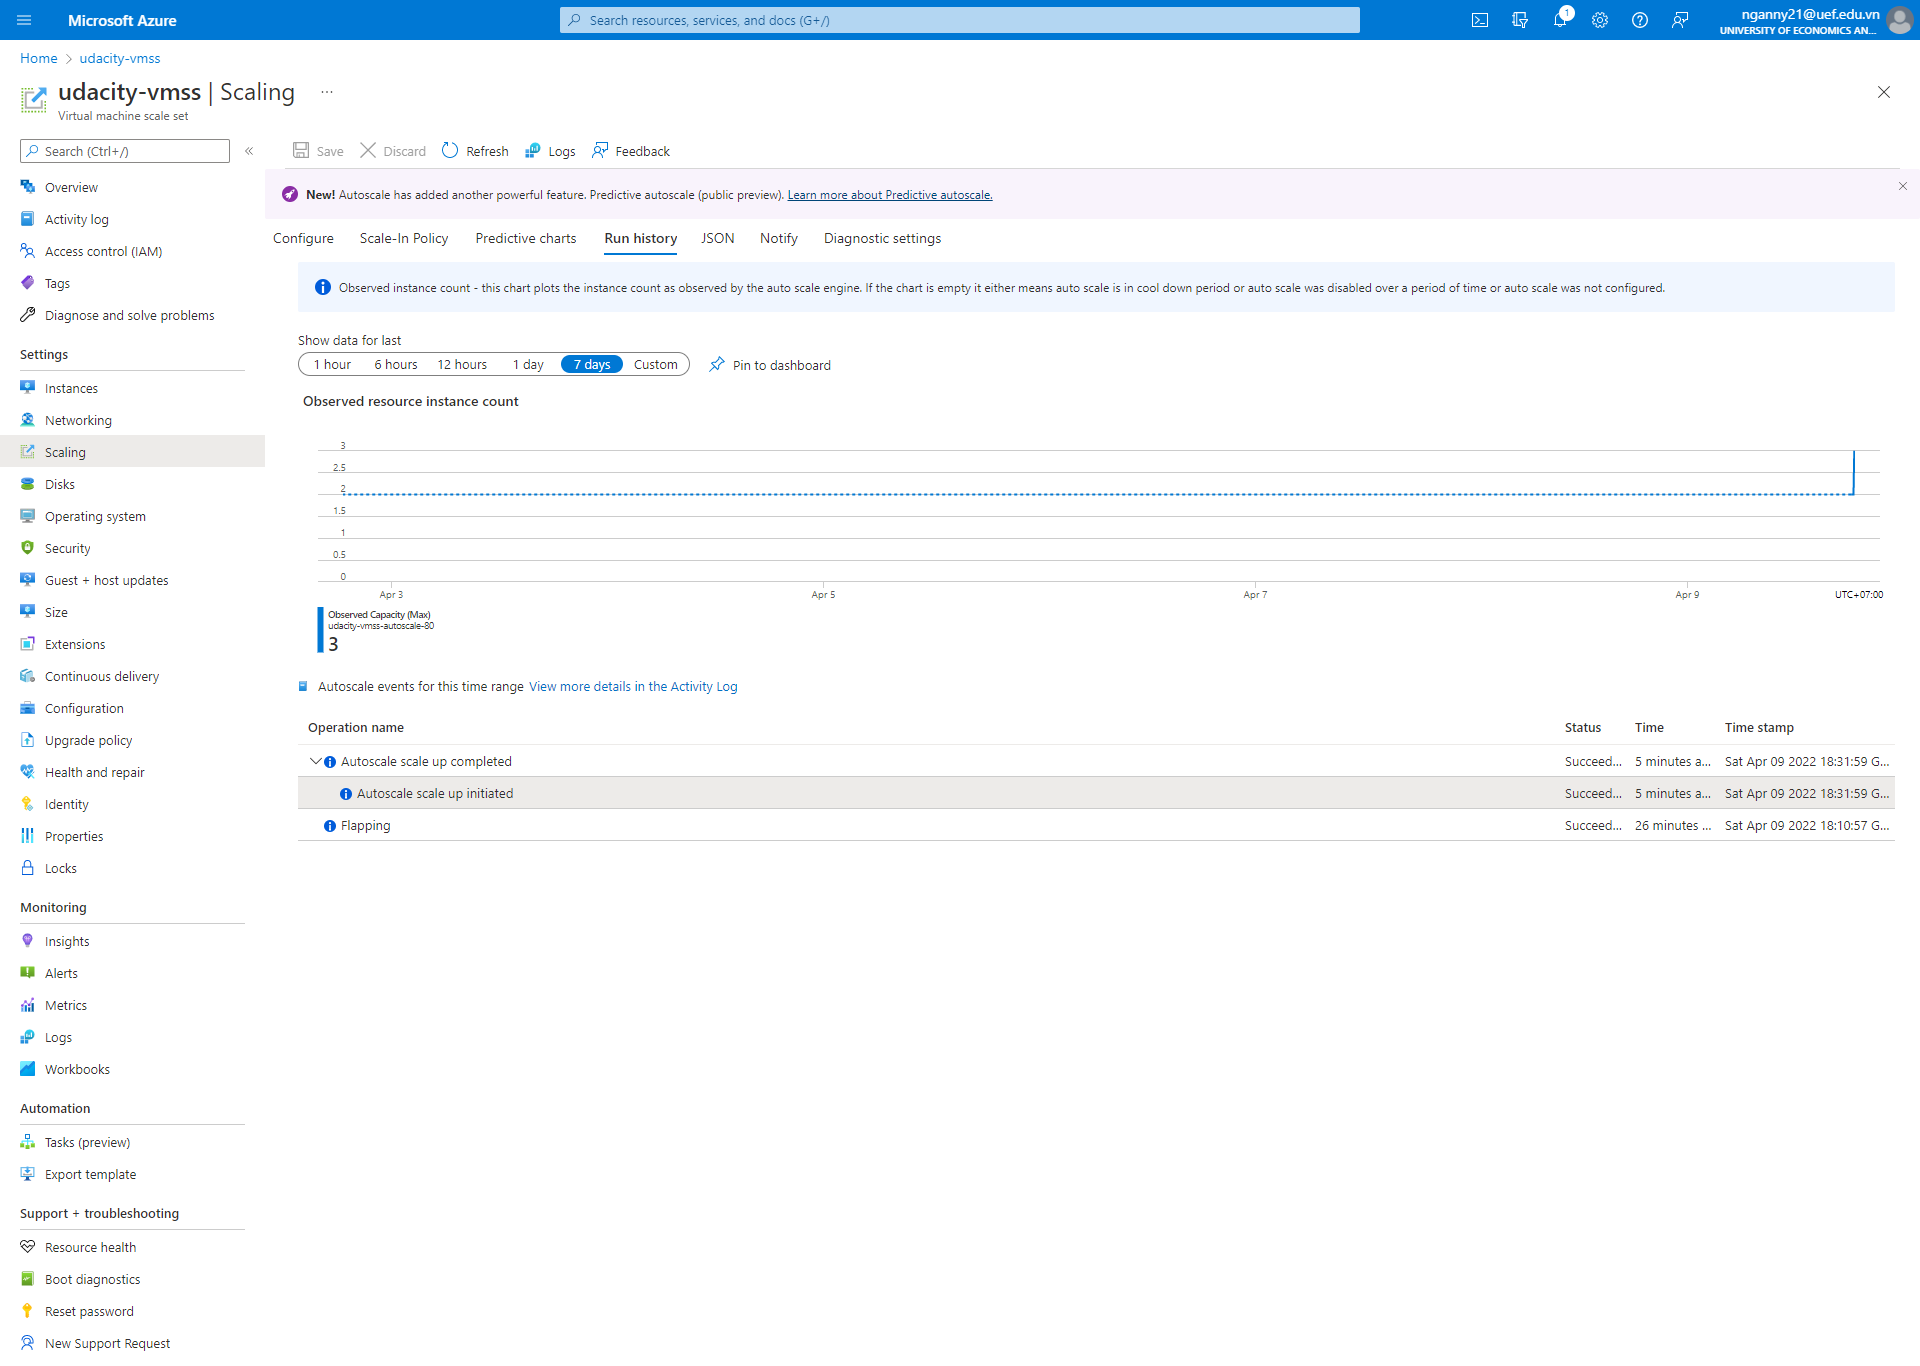 Microsoft Azure
Search resources, services, and docs (G+/)
1
nganny21@uef.edu.vn
UNIVERSITY OF ECONOMICS AN...
Home
udacity-vmss
udacity-vmss | Scaling
...
Virtual machine scale set
Search (Ctrl+/)
«
Save
Discard
Refresh
Logs
Feedback
Overview
Activity log
Access control (IAM)
Tags
Diagnose and solve problems
Settings
Instances
Networking
Scaling
Disks
Operating system
Security
Guest + host updates
Size
Extensions
Continuous delivery
Configuration
Upgrade policy
Health and repair
Identity
Properties
Locks
Monitoring
Insights
Alerts
Metrics
Logs
Workbooks
Automation
Tasks (preview)
Export template
Support + troubleshooting
Resource health
Boot diagnostics
Reset password
New Support Request
New! Autoscale has added another powerful feature. Predictive autoscale (public preview). Learn more about Predictive autoscale.
Configure
Scale-In Policy
Predictive charts
Run history
JSON
Notify
Diagnostic settings
Observed instance count - this chart plots the instance count as observed by the auto scale engine. If the chart is empty it either means auto scale is in cool down period or auto scale was disabled over a period of time or auto scale was not configured.
Show data for last
1 hour
6 hours
12 hours
1 day
7 days
Custom
Pin to dashboard
Observed resource instance count
3
2.5
2
1.5
1
0.5
0
Apr 3
Apr 5
Apr 7
Apr 9
UTC+07:00
Observed Capacity (Max)
udacity-vmss-autoscale-80
3
Autoscale events for this time range View more details in the Activity Log
Operation name Status Time Time stamp
Autoscale scale up completed Succeed... 5 minutes a... Sat Apr 09 2022 18:31:59 G...
Autoscale scale up initiated Succeed... 5 minutes a... Sat Apr 09 2022 18:31:59 G...
Flapping Succeed... 26 minutes ... Sat Apr 09 2022 18:10:57 G...